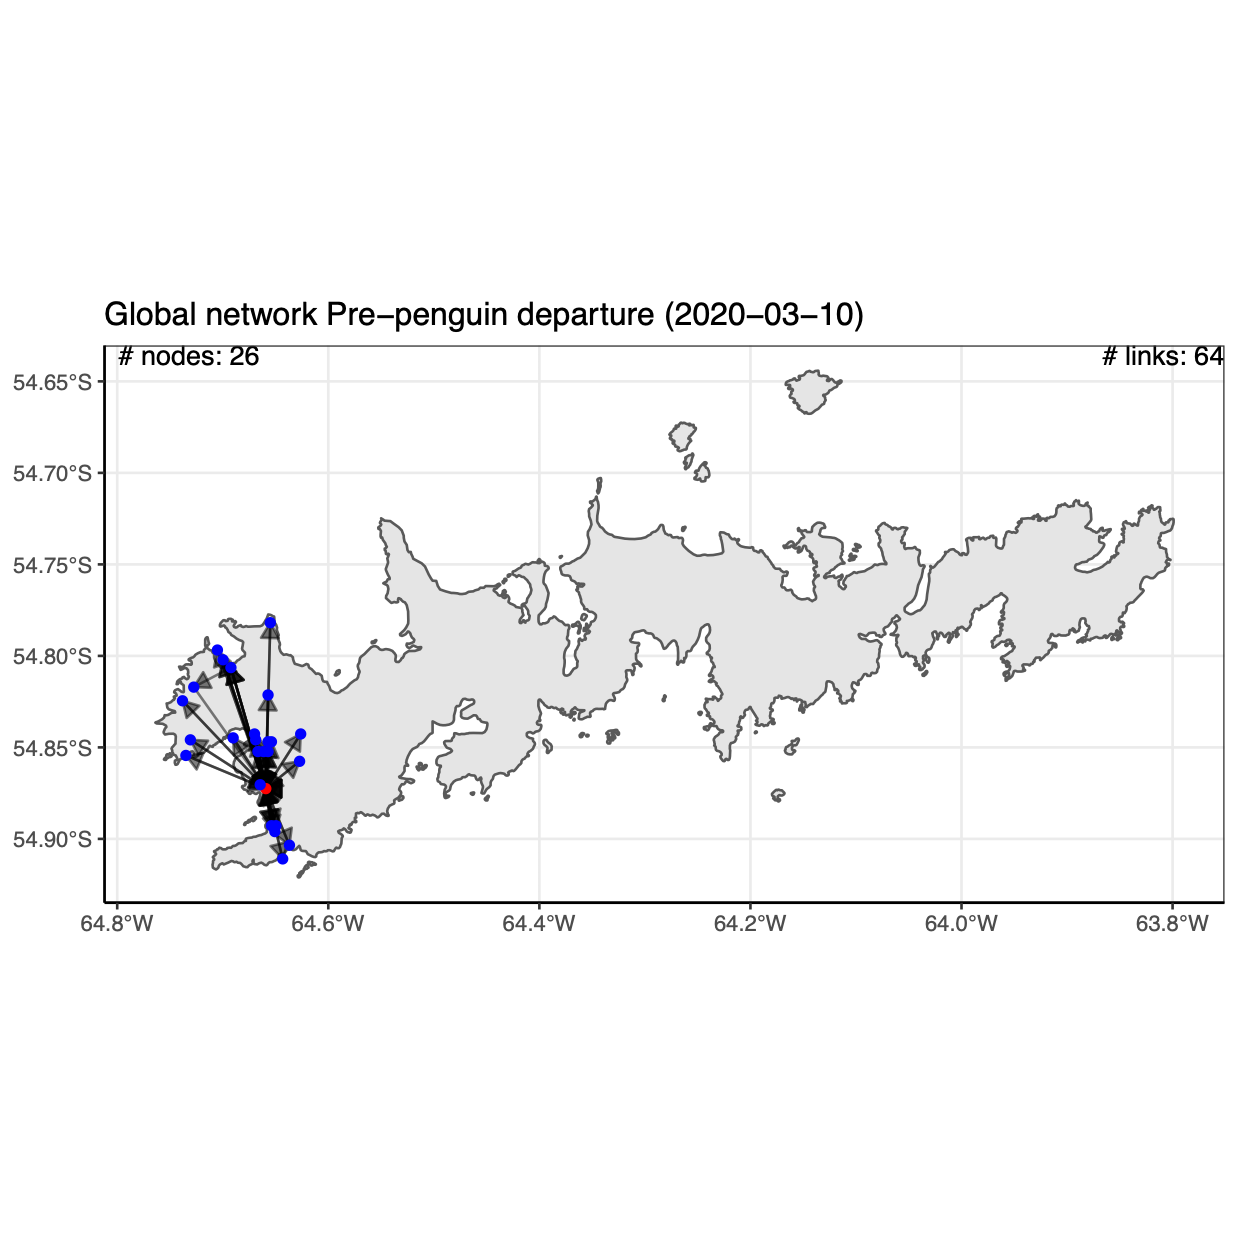 Global network Pre−penguin departure (2020−03−10)
# nodes: 26
# links: 64
54.65°S
54.70°S
54.75°S
54.80°S
54.85°S
54.90°S
64.8°W
64.6°W
64.4°W
64.2°W
64.0°W
63.8°W